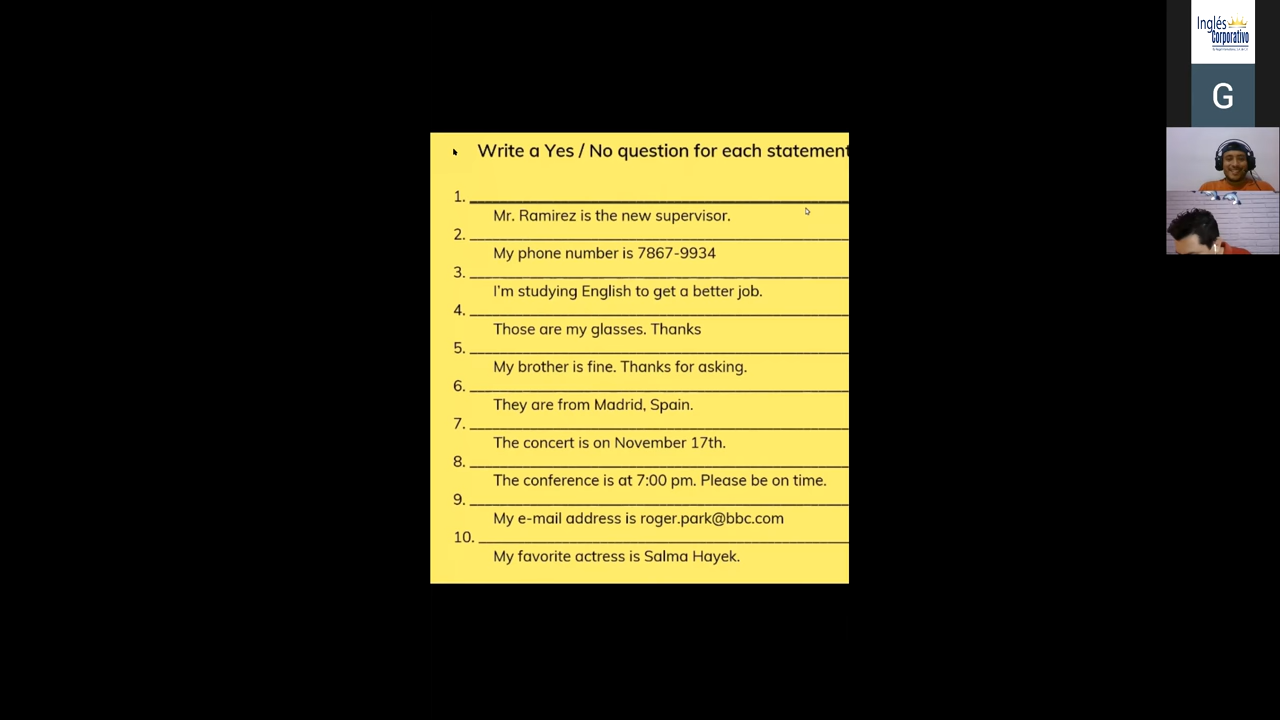 Inglés
Corporativo
G
Write a Yes / No question for each statement
1.
Mr. Ramirez is the new supervisor.
2.
My phone number is 7867-9934
3.
I'm studying English to get a better job.
4.
Those are my glasses. Thanks
5.
My brother is fine. Thanks for asking.
6.
They are from Madrid, Spain.
7.
The concert is on November 17th.
8.
The conference is at 7:00 pm. Please be on time.
9.
My e-mail address is roger.park@bbc.com
10.
My favorite actress is Salma Hayek.